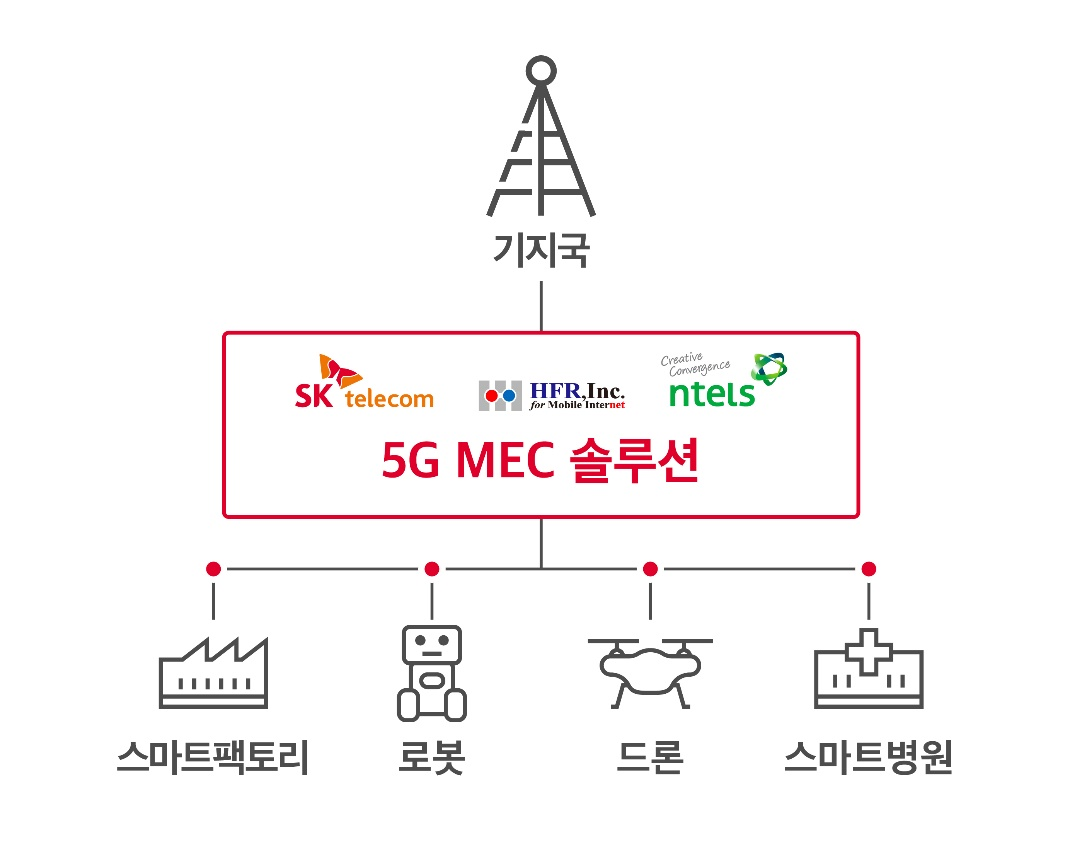 기지국
SK telecom
HFR,Inc.
for Mobile Internet
Creative
Convergence
ntels
5G MEC 솔루션
스마트팩토리
로봇
드론
스마트병원